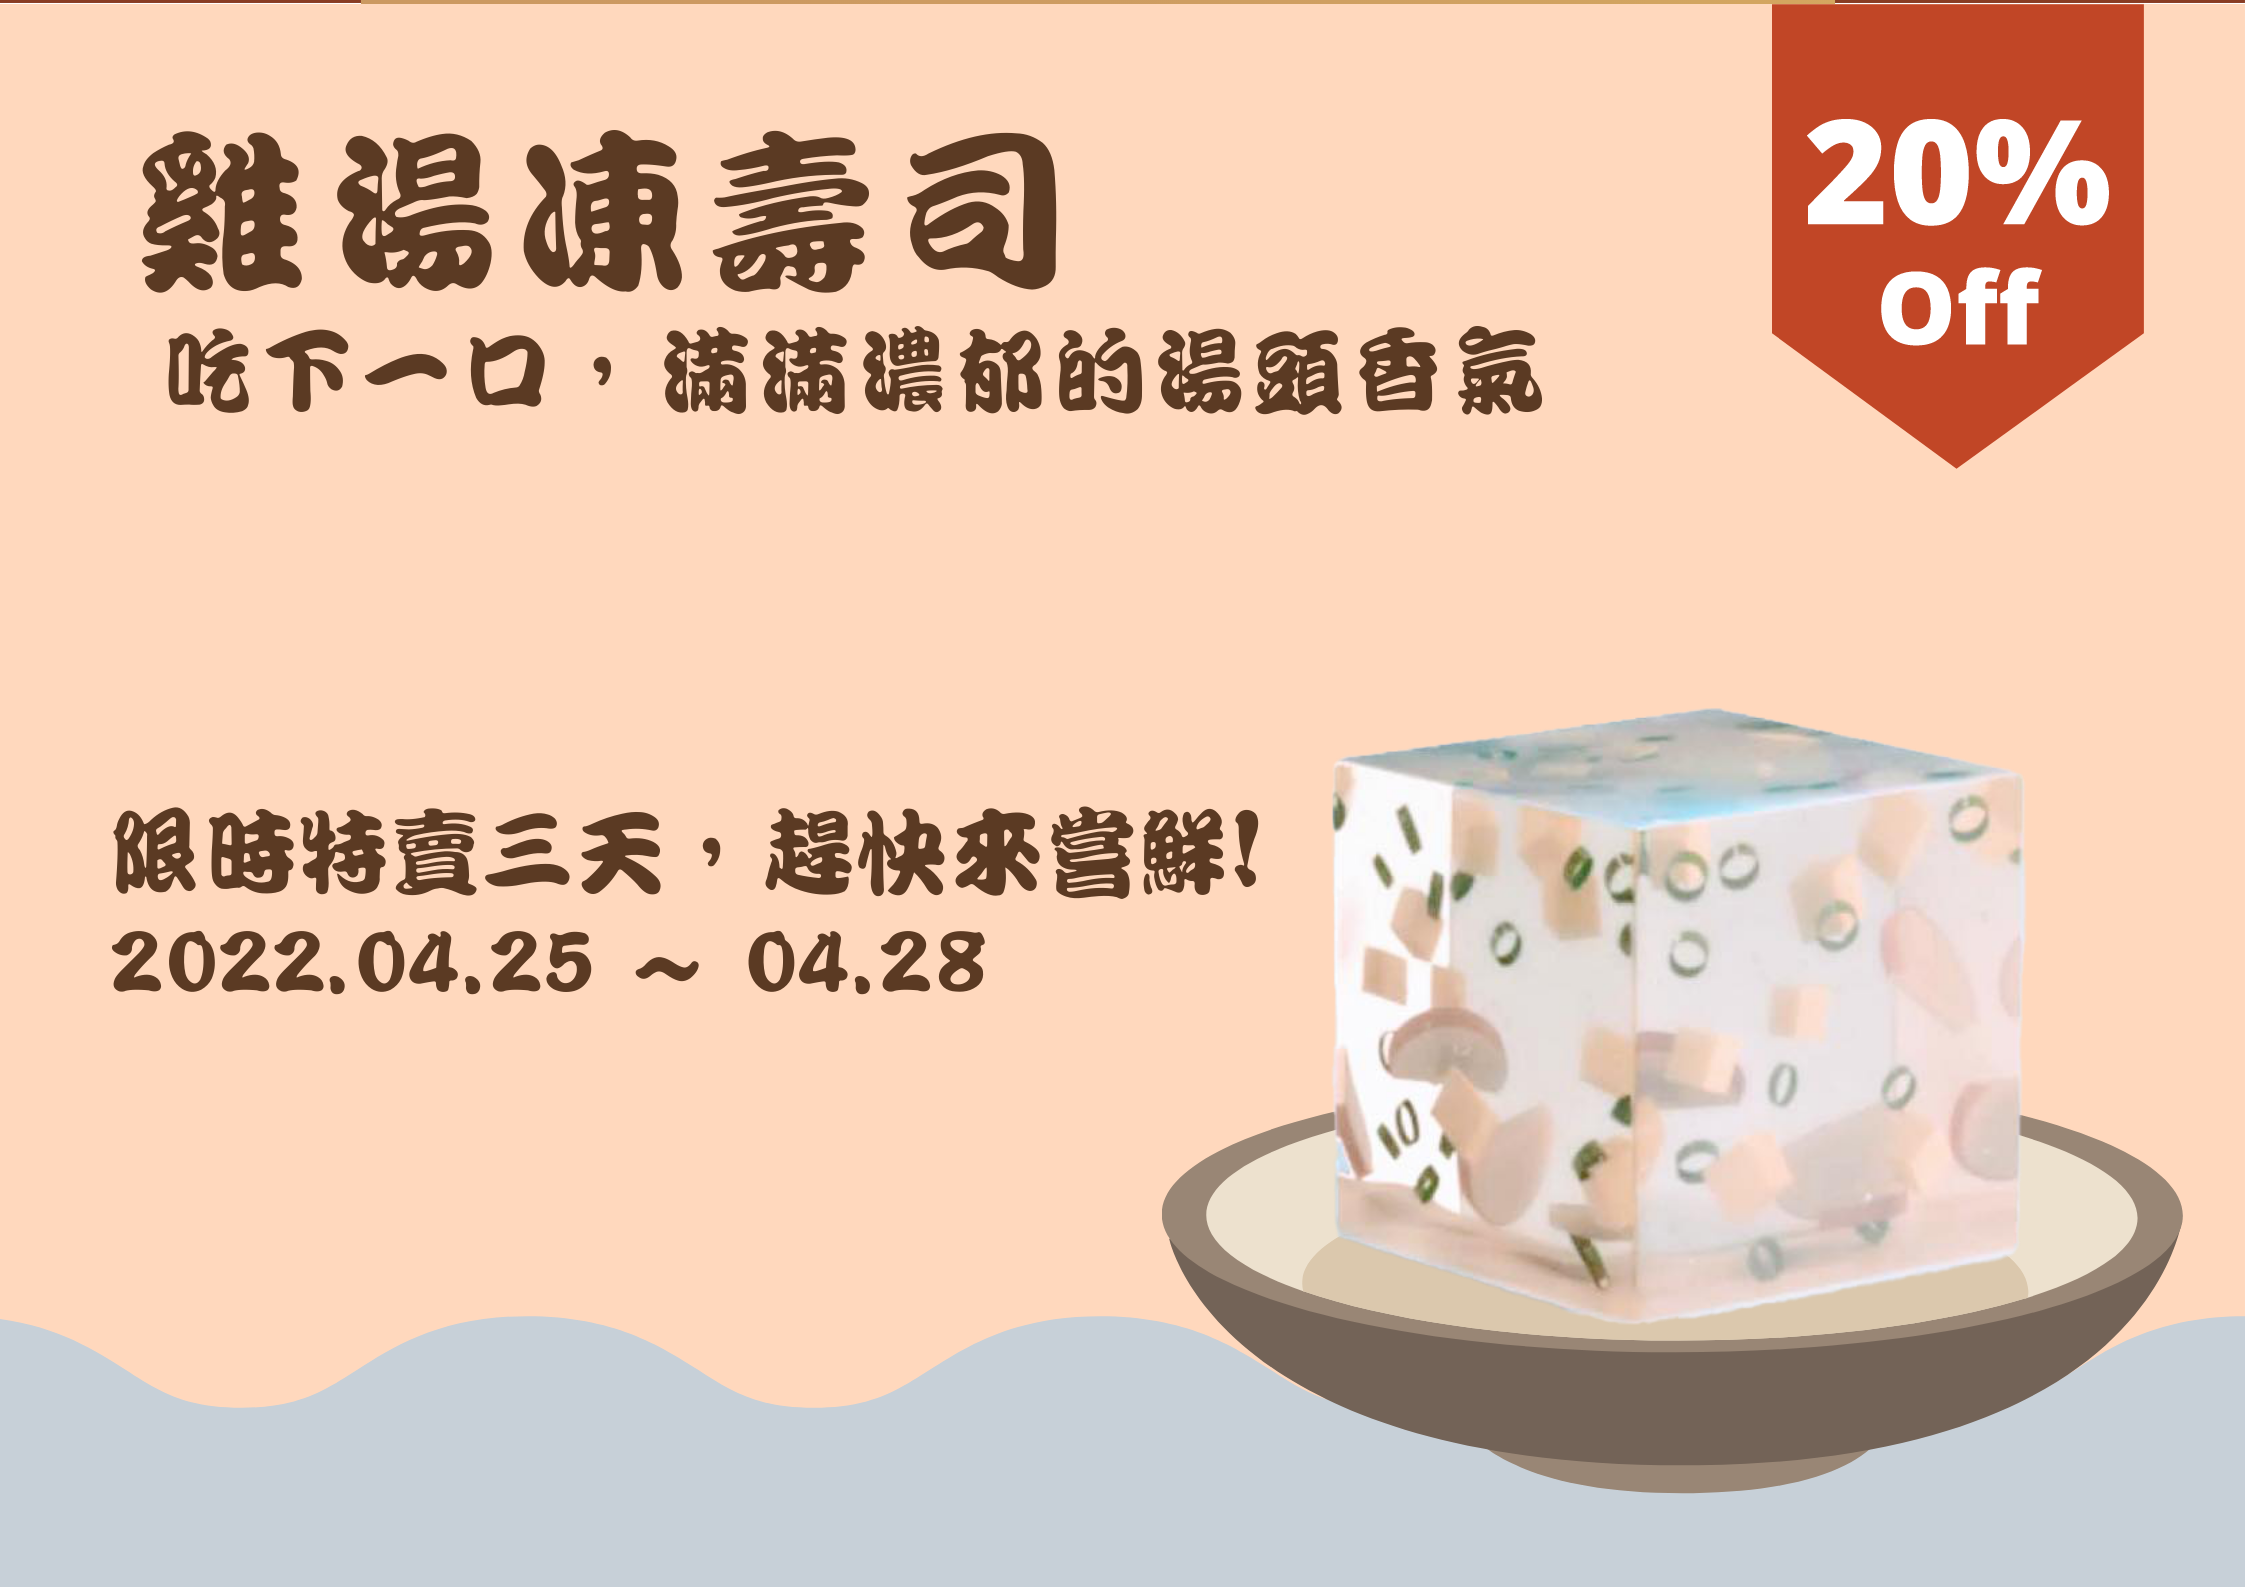 雞湯凍壽司
吃下一口，滿滿濃郁的湯頭香氣
20%
Off
限時特賣三天，趕快來嘗鮮!
2022.04.25 ~ 04.28